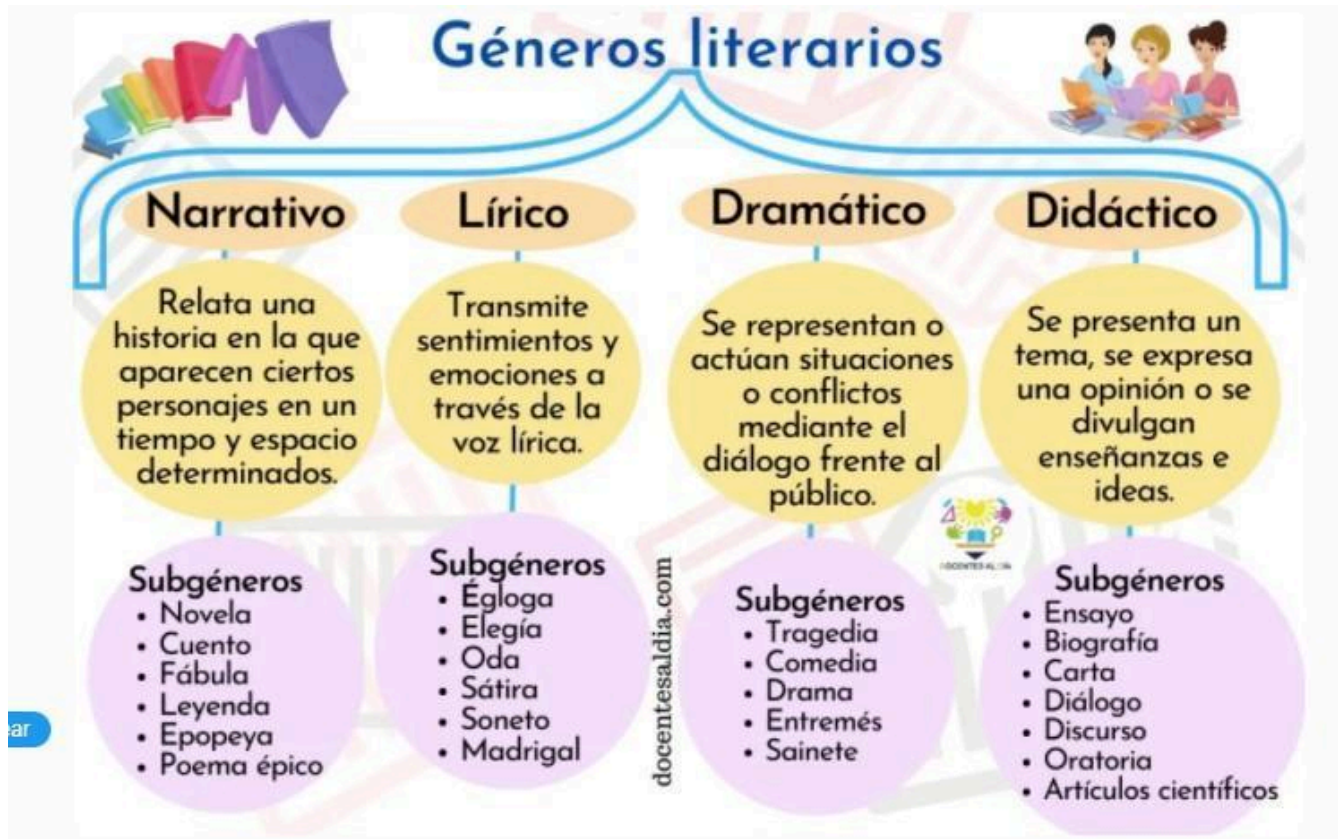 Géneros literarios
Narrativo
Relata una
historia en la que
aparecen ciertos
personajes en un
tiempo y espacio
determinados.
Subgéneros
• Novela
• Cuento
• Fábula
• Leyenda
• Epopeya
• Poema épico
Lírico
Transmite
sentimientos y
emociones a
través de la
voz lírica.
Subgéneros
• Égloga
• Elegía
• Oda
• Sátira
• Soneto
• Madrigal
Dramático
Se representan o
actúan situaciones
o conflictos
mediante el
diálogo frente al
público.
Subgéneros
• Tragedia
• Comedia
• Drama
• Entremés
• Sainete
Didáctico
Se presenta un
tema, se expresa
una opinión o se
divulgan
enseñanzas e
ideas.
Subgéneros
• Ensayo
• Biografía
• Carta
• Diálogo
• Discurso
• Oratoria
• Artículos científicos
docentesaldia.com
DOCENTES AL DIA
ear